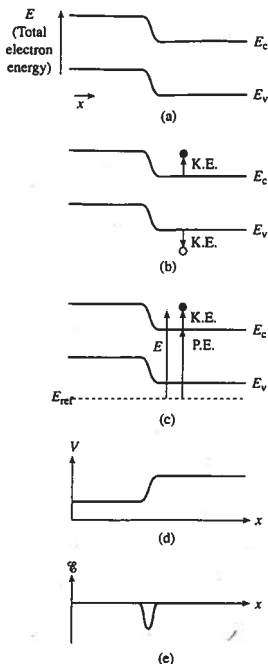 E
(Total
electron
energy)
x
E_c
E_v
(a)
K.E.
E_c
E_v
K.E.
(b)
K.E.
E_c
E
P.E.
E_v
E_ref
(c)
V
x
(d)
ℰ
x
(e)